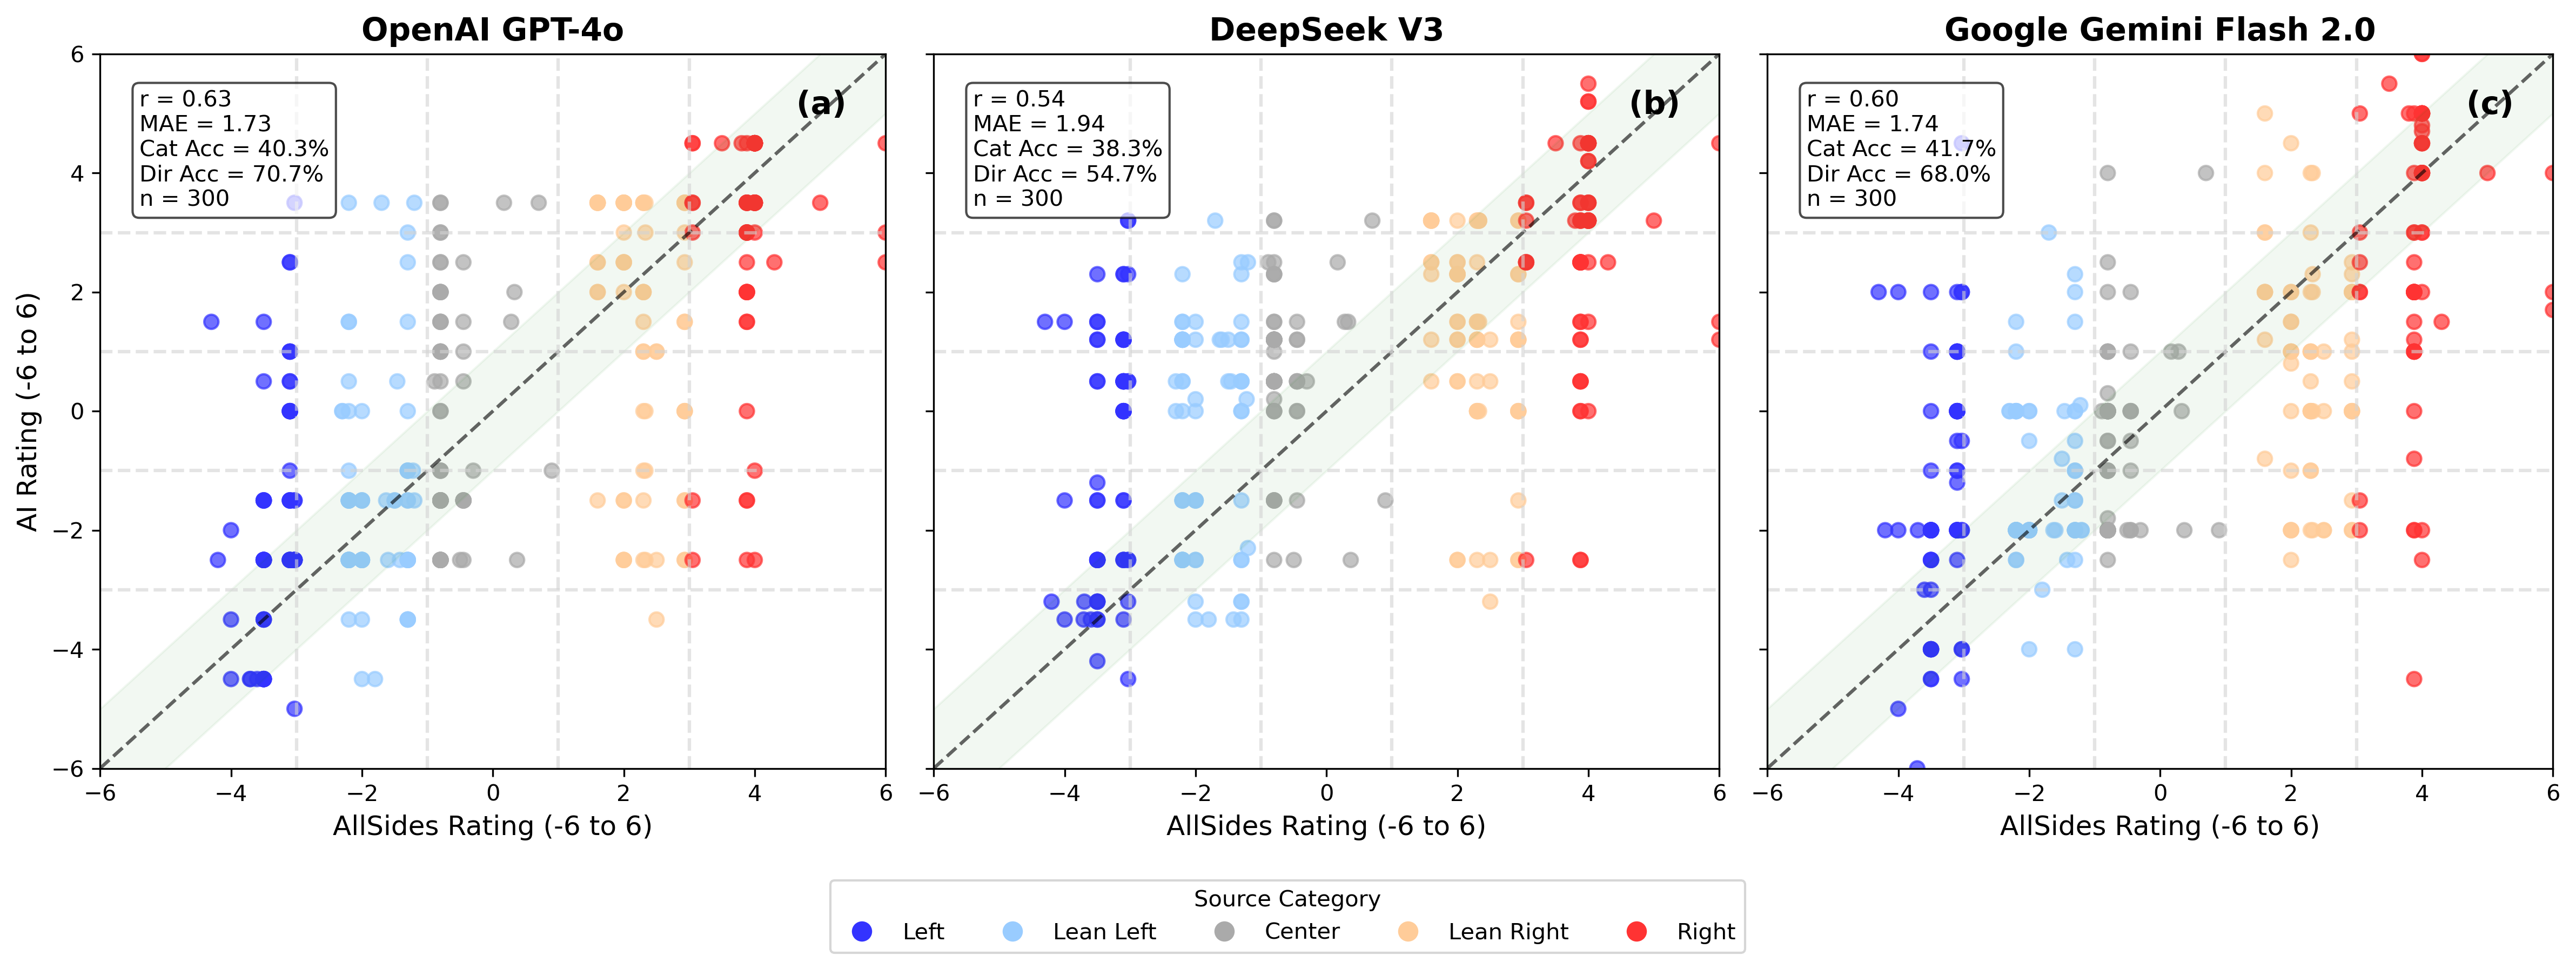 OpenAI GPT-4o
DeepSeek V3
Google Gemini Flash 2.0
6
4
2
0
−2
−4
−6
AI Rating (-6 to 6)
r = 0.63
MAE = 1.73
Cat Acc = 40.3%
Dir Acc = 70.7%
n = 300
(a)
r = 0.54
MAE = 1.94
Cat Acc = 38.3%
Dir Acc = 54.7%
n = 300
(b)
r = 0.60
MAE = 1.74
Cat Acc = 41.7%
Dir Acc = 68.0%
n = 300
(c)
−6 −4 −2 0 2 4 6
−6 −4 −2 0 2 4 6
−6 −4 −2 0 2 4 6
AllSides Rating (-6 to 6)
AllSides Rating (-6 to 6)
AllSides Rating (-6 to 6)
Source Category
Left Lean Left Center Lean Right Right